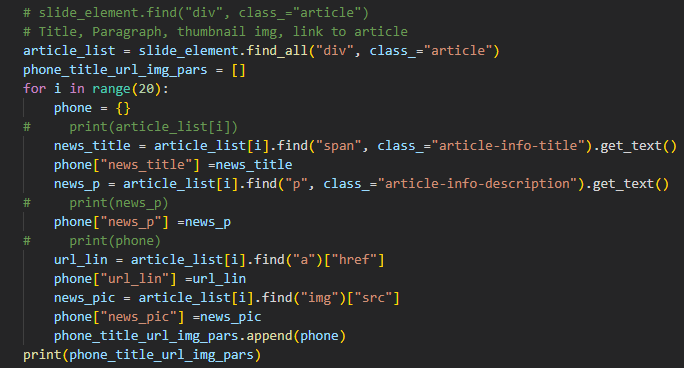 # slide_element.find("div", class_="article")
# Title, Paragraph, thumbnail img, link to article
article_list = slide_element.find_all("div", class_="article")
phone_title_url_img_pars = []
for i in range(20):
    phone = {}
#     print(article_list[i])
    news_title = article_list[i].find("span", class_="article-info-title").get_text()
    phone["news_title"] =news_title
    news_p = article_list[i].find("p", class_="article-info-description").get_text()
#     print(news_p)
    phone["news_p"] =news_p
#     print(phone)
    url_lin = article_list[i].find("a")["href"]
    phone["url_lin"] =url_lin
    news_pic = article_list[i].find("img")["src"]
    phone["news_pic"] =news_pic
    phone_title_url_img_pars.append(phone)
print(phone_title_url_img_pars)